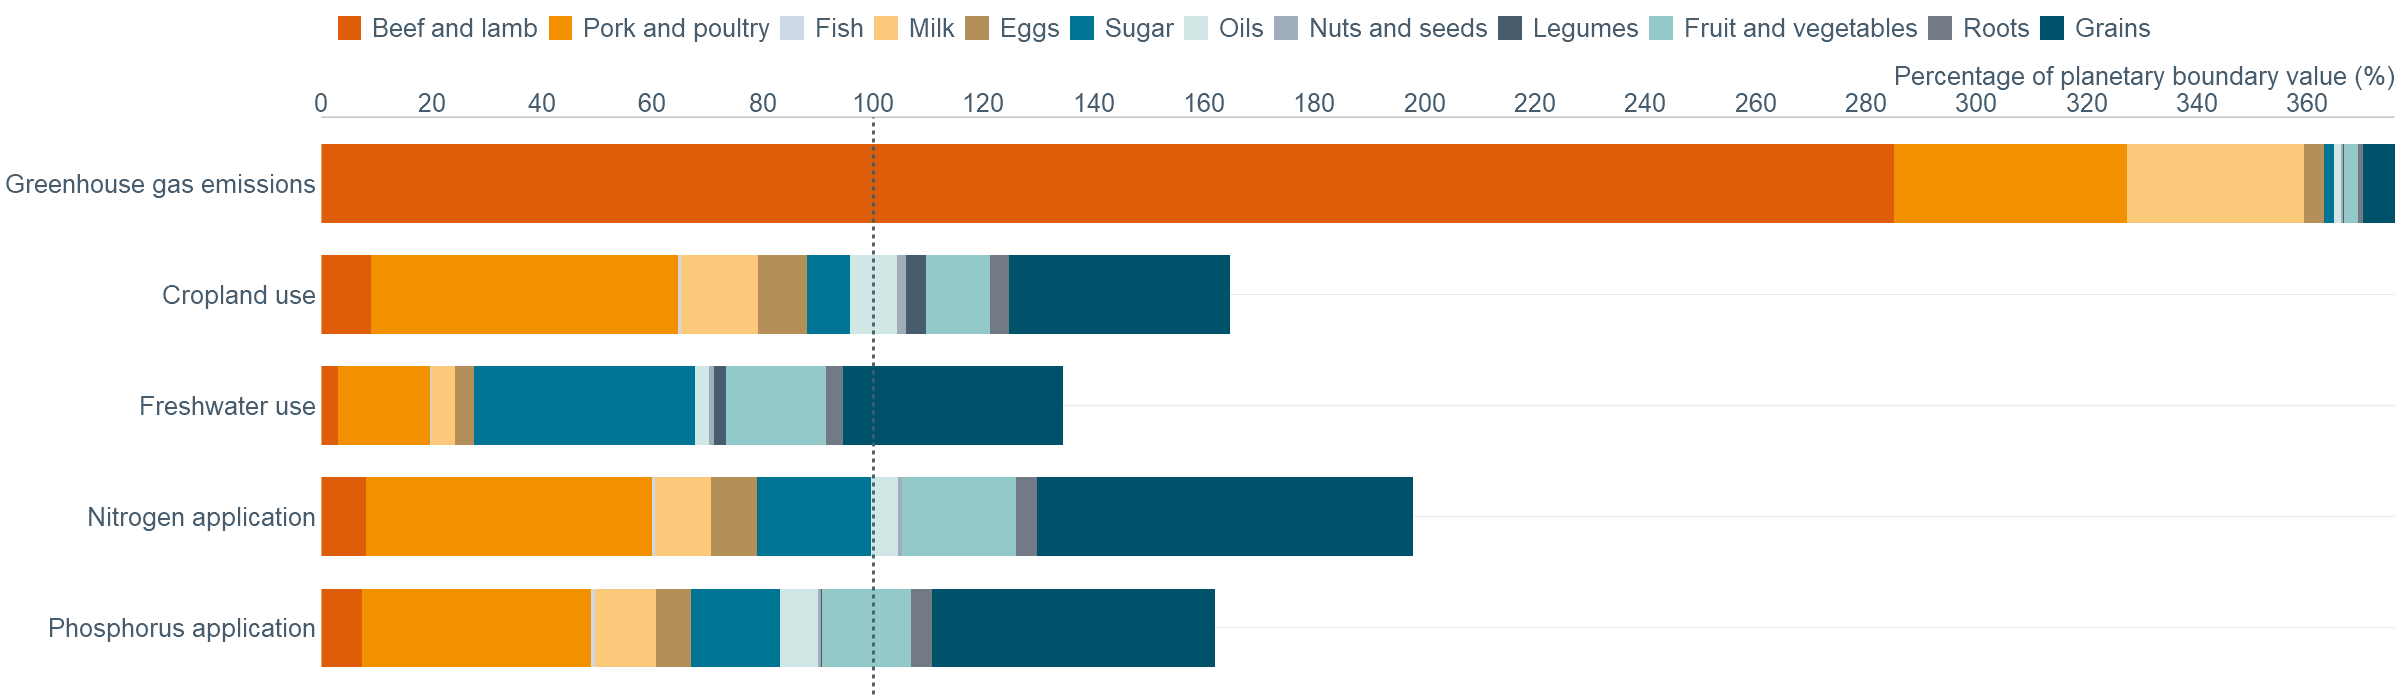 Beef and lamb Pork and poultry Fish Milk Eggs Sugar Oils Nuts and seeds Legumes Fruit and vegetables Roots Grains
Percentage of planetary boundary value (%)
0 20 40 60 80 100 120 140 160 180 200 220 240 260 280 300 320 340 360
Greenhouse gas emissions
Cropland use
Freshwater use
Nitrogen application
Phosphorus application